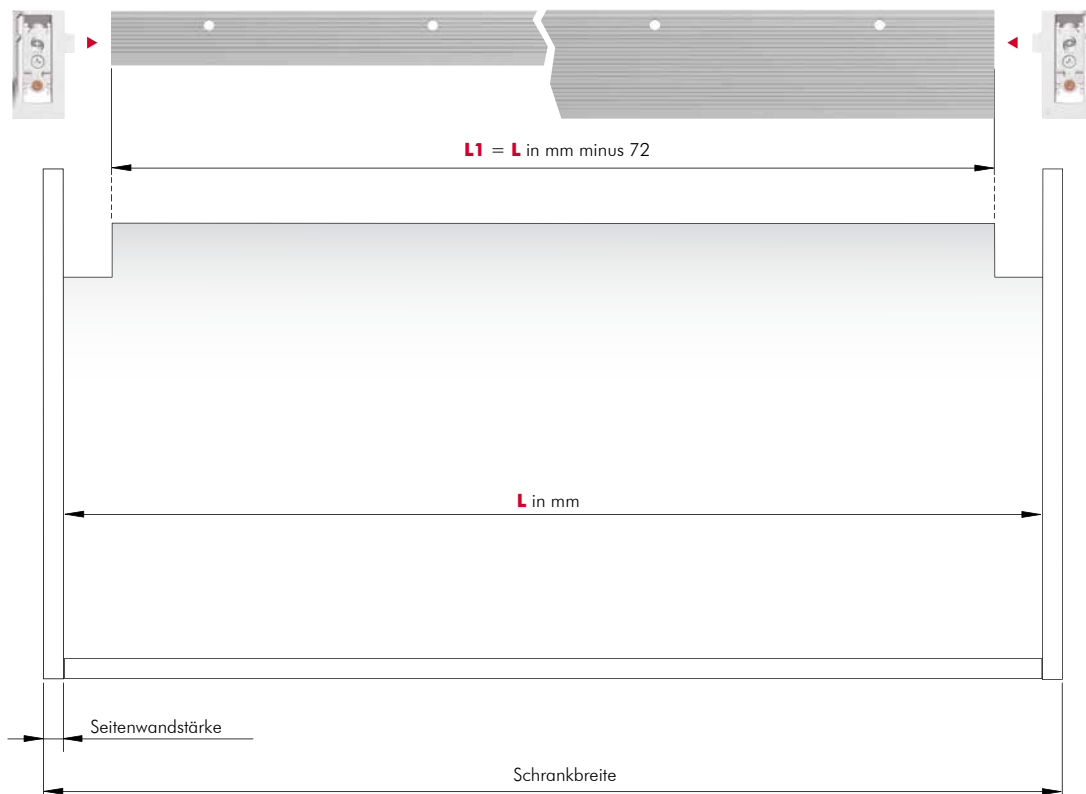 L1 = L in mm minus 72
L in mm
Seitenwandstärke
Schrankbreite